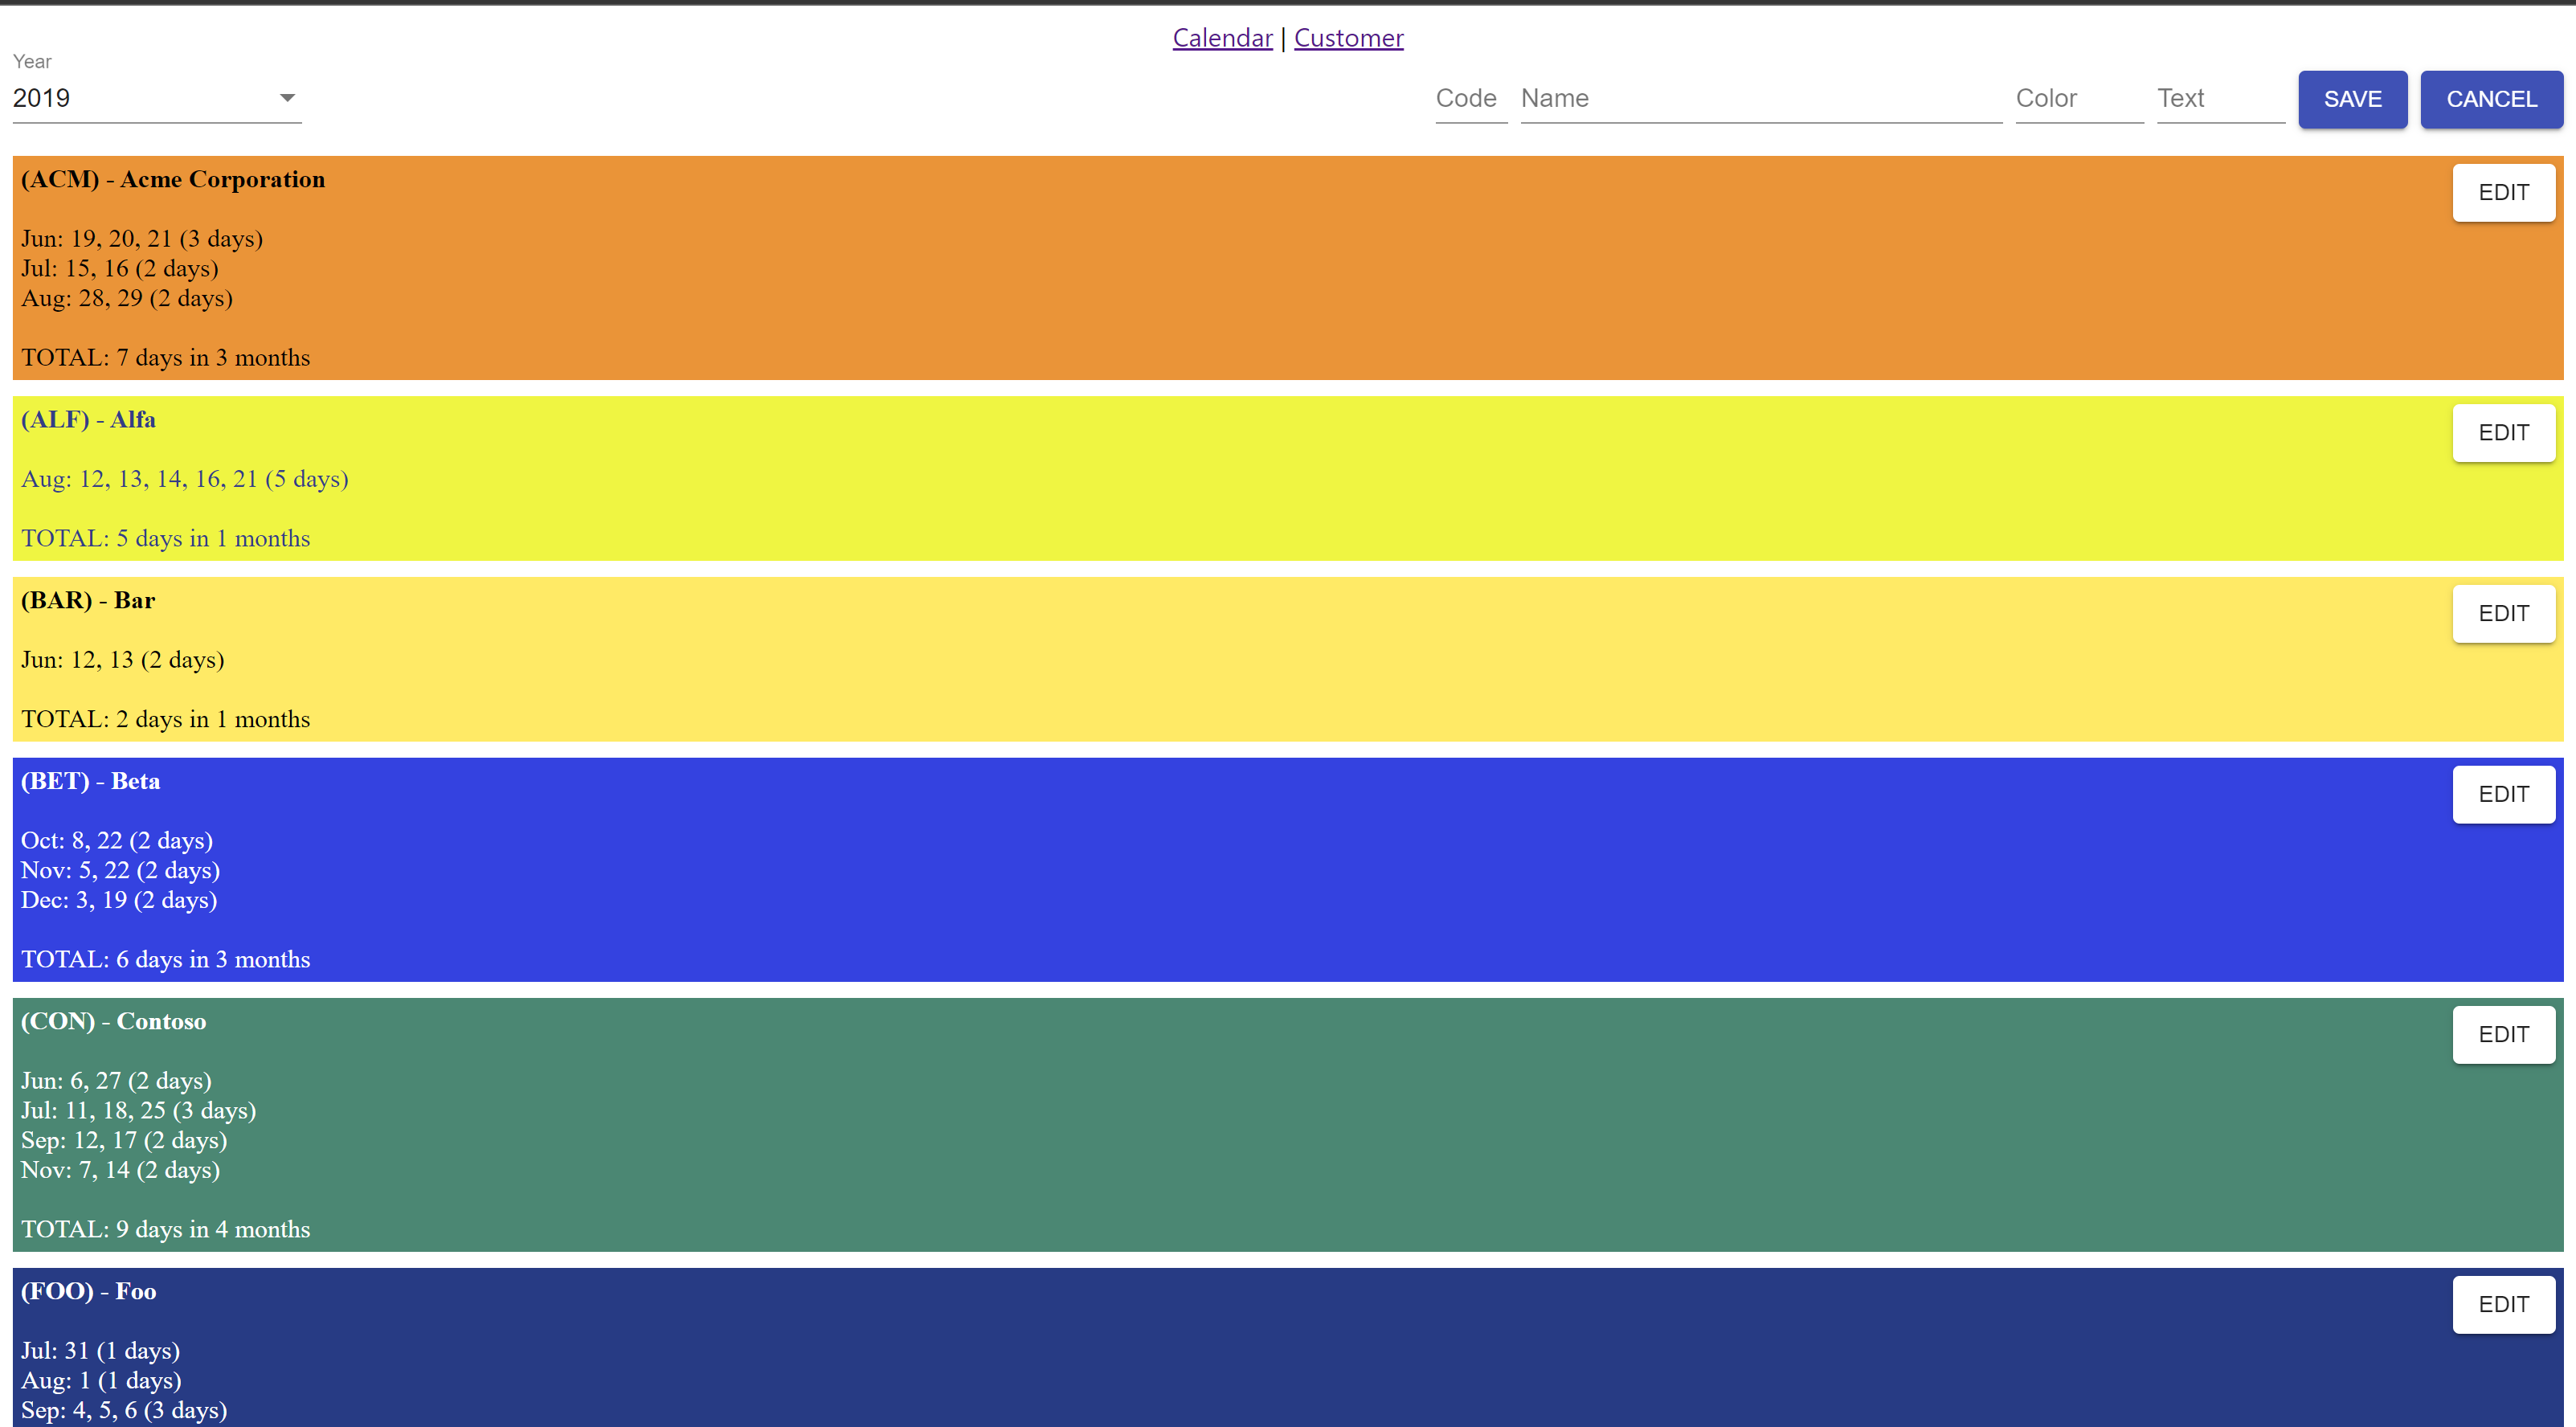 Calendar | Customer
Year
2019
Code Name Color Text SAVE CANCEL
(ACM) - Acme Corporation
EDIT
Jun: 19, 20, 21 (3 days)
Jul: 15, 16 (2 days)
Aug: 28, 29 (2 days)
TOTAL: 7 days in 3 months
(ALF) - Alfa
EDIT
Aug: 12, 13, 14, 16, 21 (5 days)
TOTAL: 5 days in 1 months
(BAR) - Bar
EDIT
Jun: 12, 13 (2 days)
TOTAL: 2 days in 1 months
(BET) - Beta
EDIT
Oct: 8, 22 (2 days)
Nov: 5, 22 (2 days)
Dec: 3, 19 (2 days)
TOTAL: 6 days in 3 months
(CON) - Contoso
EDIT
Jun: 6, 27 (2 days)
Jul: 11, 18, 25 (3 days)
Sep: 12, 17 (2 days)
Nov: 7, 14 (2 days)
TOTAL: 9 days in 4 months
(FOO) - Foo
EDIT
Jul: 31 (1 days)
Aug: 1 (1 days)
Sep: 4, 5, 6 (3 days)